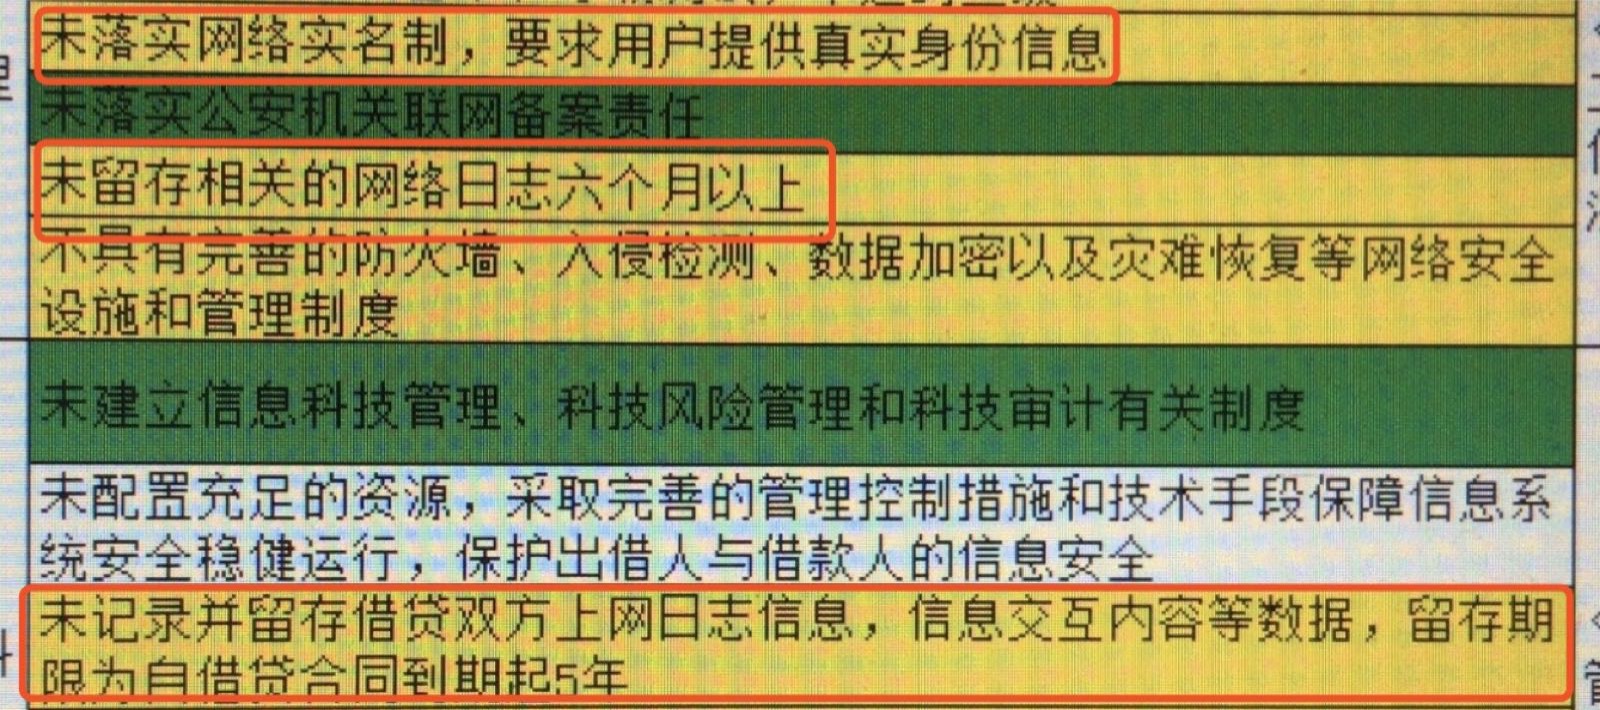 未落实网络实名制，要求用户提供真实身份信息
未落实公安机关联网备案责任
未留存相关的网络日志六个月以上
不具有完善的防火墙、入侵检测、数据加密以及灾难恢复等网络安全
设施和管理制度
未建立信息科技管理、科技风险管理和科技审计有关制度
未配置充足的资源，采取完善的管理控制措施和技术手段保障信息系
统安全稳健运行，保护出借人与借款人的信息安全
未记录并留存借贷双方上网日志信息，信息交互内容等数据，留存期
限为自借贷合同到期起5年